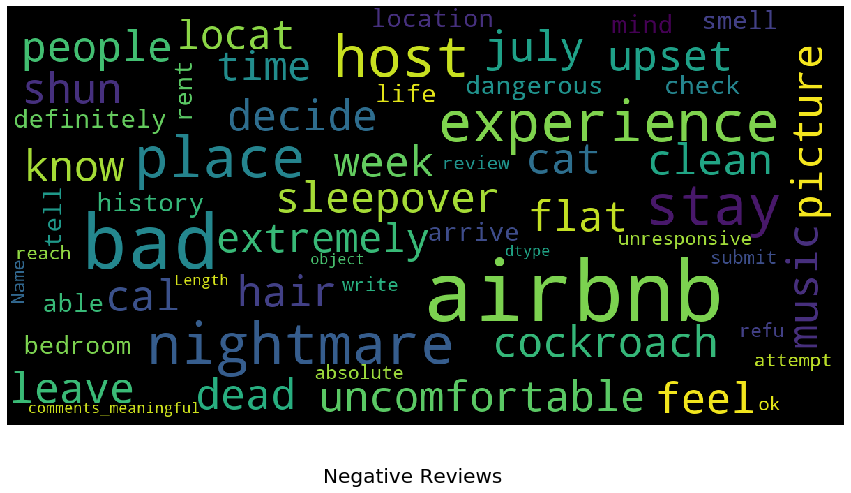 location
mind
smell
people
locat
host
july
upset
time
shun
rent
life
dangerous
check
definitely
decide
experience
picture
know
place
week
review
cat
clean
tell
history
sleepover
flat
stay
bad
extremely
arrive
unresponsive
reach
object
dtype
submit
music
Name
able
cal
Length
hair
write
airbnb
bedroom
nightmare
cockroach
refu
attempt
leave
absolute
dead
uncomfortable
feel
ok
comments_meaningful
Negative Reviews